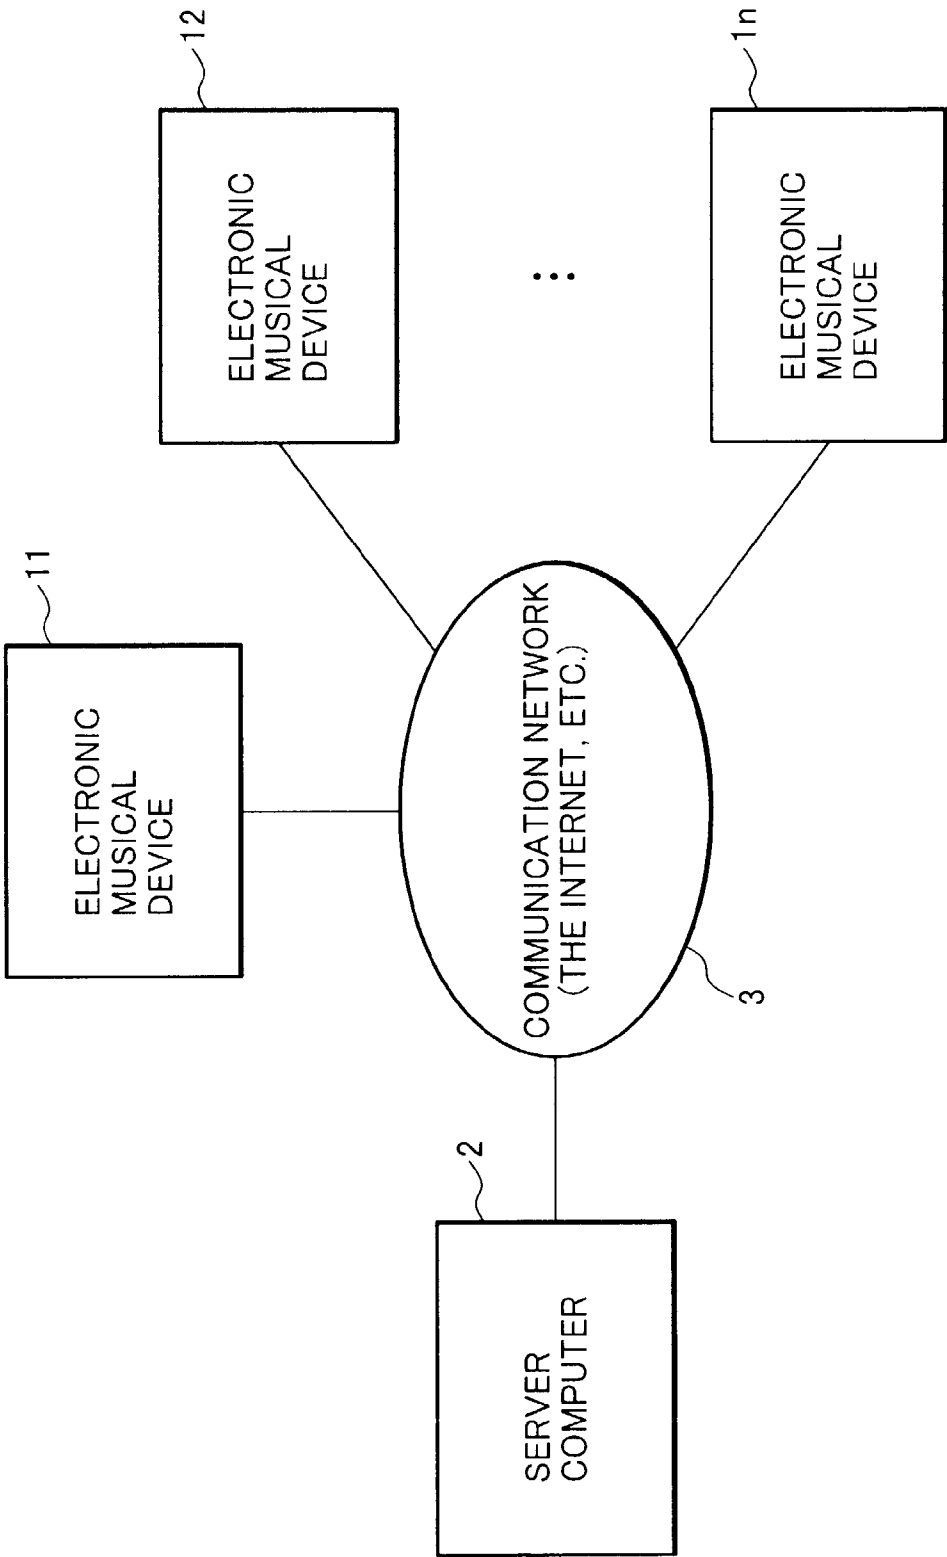 11
ELECTRONIC
MUSICAL
DEVICE
12
ELECTRONIC
MUSICAL
DEVICE
2
SERVER
COMPUTER
COMMUNICATION NETWORK
(THE INTERNET, ETC.)
3
...
1n
ELECTRONIC
MUSICAL
DEVICE